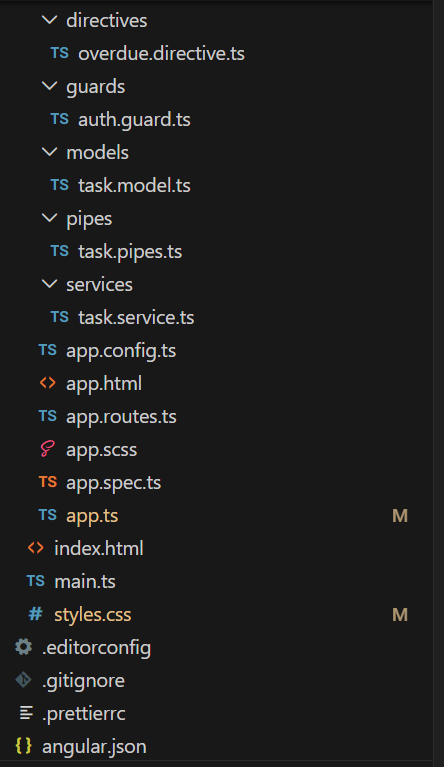 directives
TS overdue.directive.ts
guards
TS auth.guard.ts
models
TS task.model.ts
pipes
TS task.pipes.ts
services
TS task.service.ts
TS app.config.ts
<> app.html
TS app.routes.ts
app.scss
TS app.spec.ts
TS app.ts M
<> index.html
TS main.ts
# styles.css M
.editorconfig
.gitignore
.prettierrc
{} angular.json